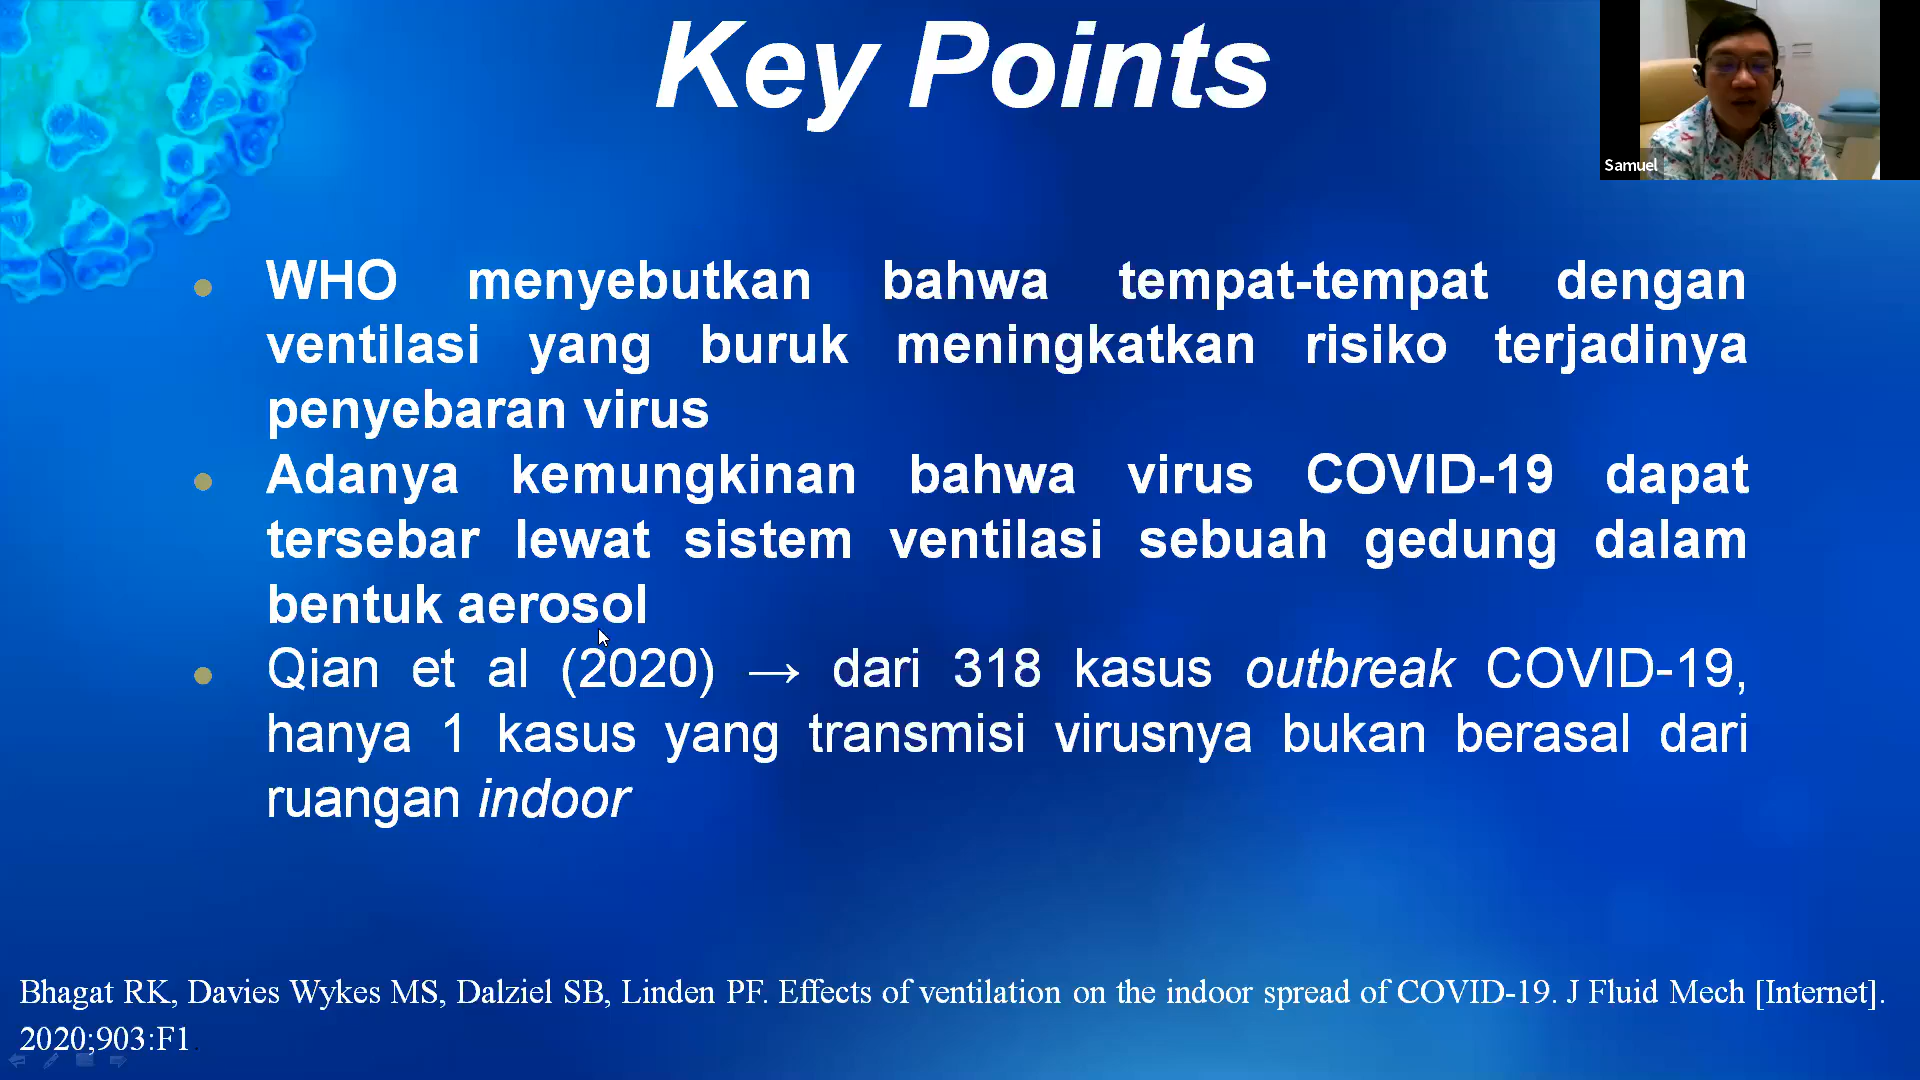 Key Points
Samuel
WHO menyebutkan bahwa tempat-tempat dengan
ventilasi yang buruk meningkatkan risiko terjadinya
penyebaran virus
Adanya kemungkinan bahwa virus COVID-19 dapat
tersebar lewat sistem ventilasi sebuah gedung dalam
bentuk aerosol
Qian et al (2020) → dari 318 kasus outbreak COVID-19,
hanya 1 kasus yang transmisi virusnya bukan berasal dari
ruangan indoor
Bhagat RK, Davies Wykes MS, Dalziel SB, Linden PF. Effects of ventilation on the indoor spread of COVID-19. J Fluid Mech [Internet].
2020;903:F1.